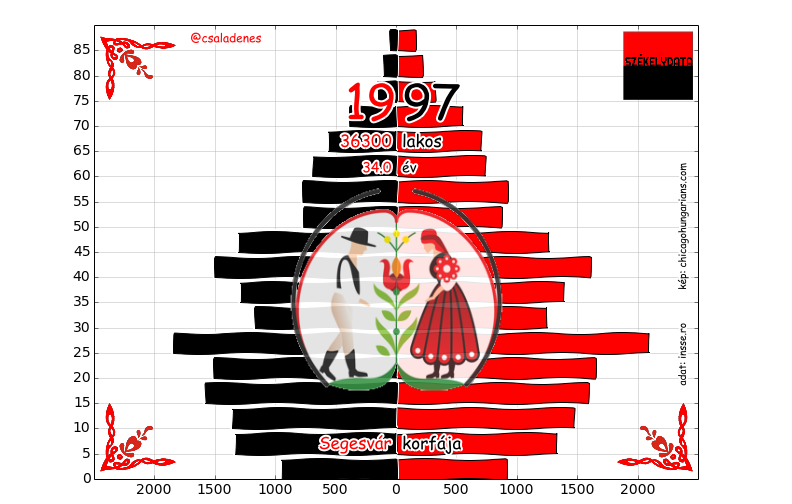 @csaladenes
SZÉKELYDATA
1997
36300 lakos
34.0 év
Segesvár korfája
kép: chicagohungarians.com
adat: insse.ro
85
80
75
70
65
60
55
50
45
40
35
30
25
20
15
10
5
0
2000 1500 1000 500 0 500 1000 1500 2000